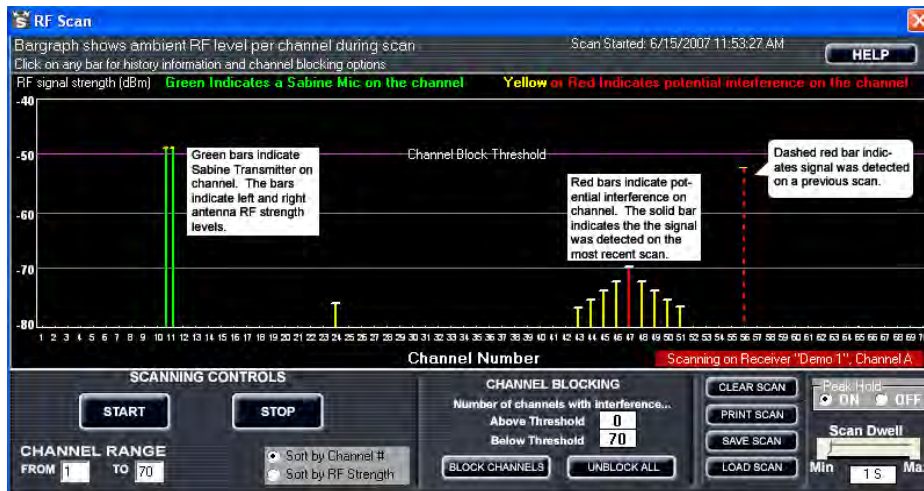 RF Scan
Bargraph shows ambient RF level per channel during scan
Scan Started: 6/15/2007 11:53:27 AM
Click on any bar for history information and channel blocking options
HELP
RF signal strength (dBm) Green Indicates a Sabine Mic on the channel Yellow or Red Indicates potential interference on the channel
-40
-50
Channel Block Threshold
Green bars indicate
Sabine Transmitter on
channel. The bars
indicate left and right
antenna RF strength
levels.
Red bars indicate pot-
ential interference on
channel. The solid bar
indicates the the signal
was detected on the
most recent scan.
Dashed red bar indic-
ates signal was detected
on a previous scan.
-60
-70
-80
1 2 3 4 5 6 7 8 9 10 11 12 13 14 15 16 17 18 19 20 21 22 23 24 25 26 27 28 29 30 31 32 33 34 35 36 37 38 39 40 41 42 43 44 45 46 47 48 49 50 51 52 53 54 55 56 57 58 59 60 61 62 63 64 65 66 67 68 69
Channel Number
Scanning on Receiver "Demo 1", Channel A
SCANNING CONTROLS
START
STOP
CHANNEL RANGE
FROM 1 TO 70
Sort by Channel #
Sort by RF Strength
CHANNEL BLOCKING
Number of channels with interference...
Above Threshold 0
Below Threshold 70
BLOCK CHANNELS
UNBLOCK ALL
CLEAR SCAN
PRINT SCAN
SAVE SCAN
LOAD SCAN
Peak Hold
ON OFF
Scan Dwell
Min 1 S